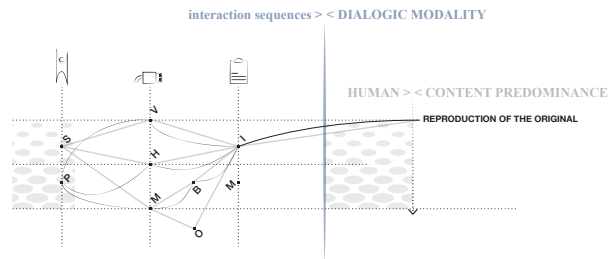 interaction sequences > < DIALOGIC MODALITY
C
HUMAN > < CONTENT PREDOMINANCE
REPRODUCTION OF THE ORIGINAL
V
S
I
H
P
B
M
M
O